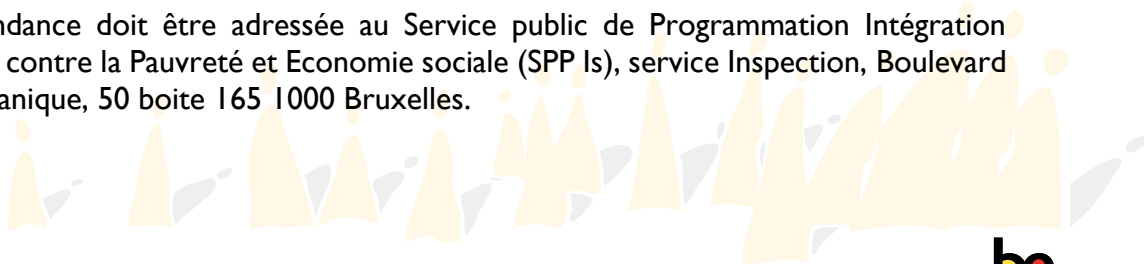 ndance doit être adressée au Service public de Programmation Intégration
contre la Pauvreté et Economie sociale (SPP Is), service Inspection, Boulevard
anique, 50 boite 165 1000 Bruxelles.
be